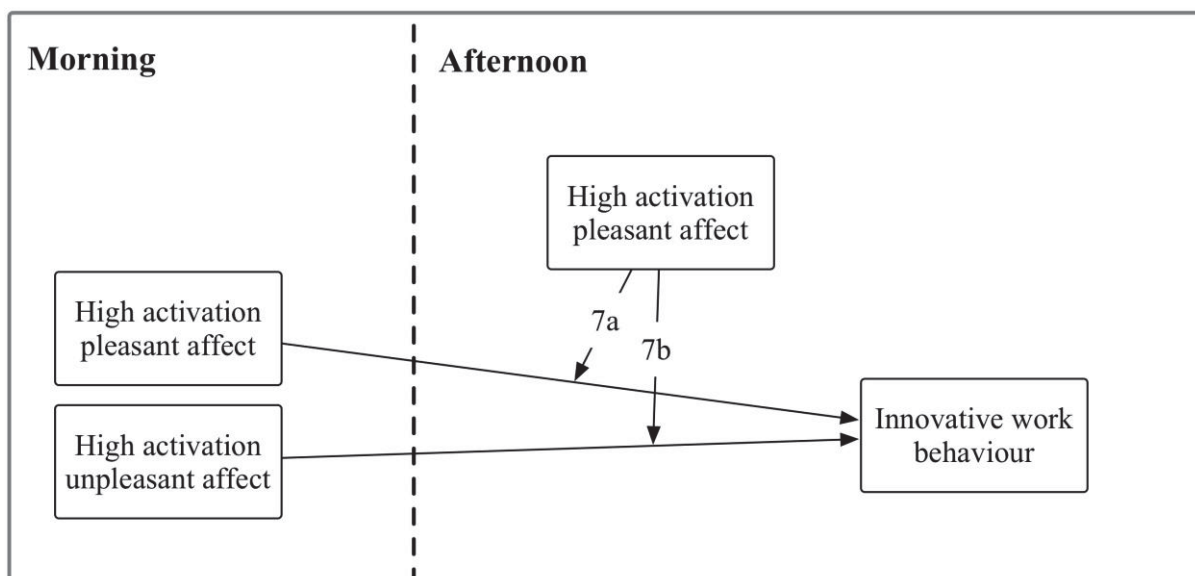 Morning
Afternoon
High activation
pleasant affect
High activation
pleasant affect
7a
7b
High activation
unpleasant affect
Innovative work
behaviour